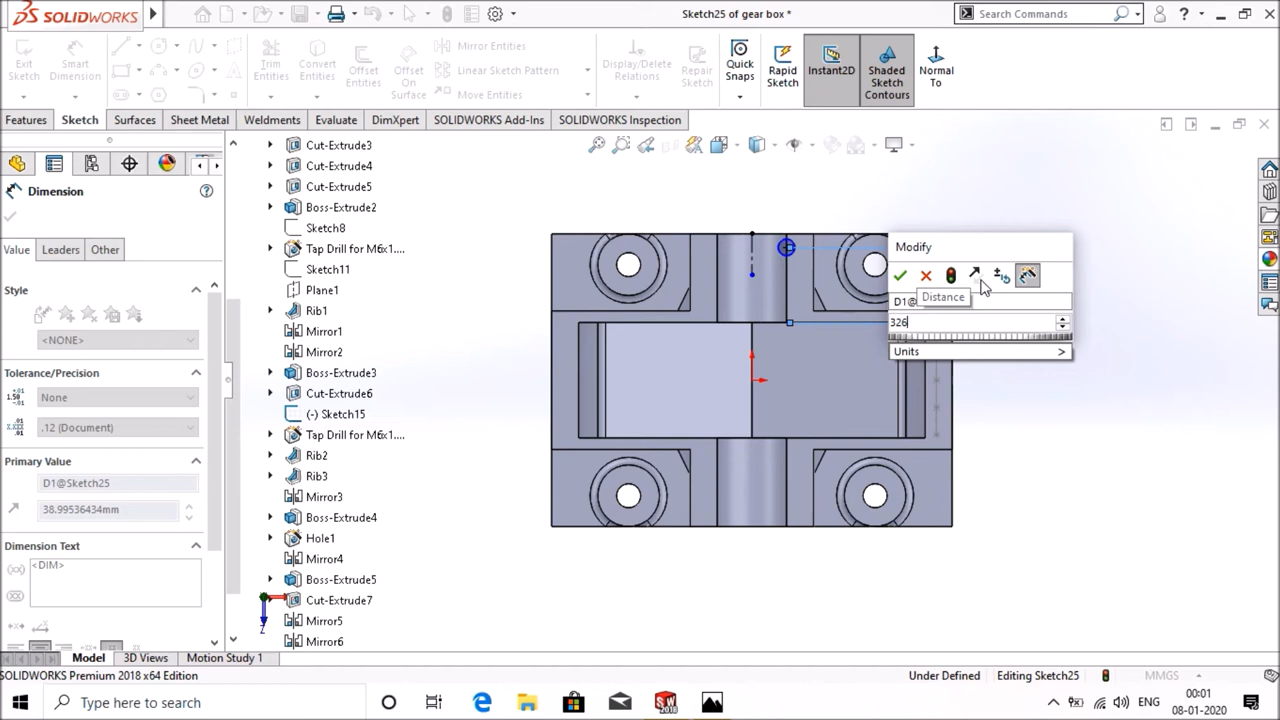 SOLIDWORKS
Sketch25 of gear box *
Search Commands
Exit Sketch
Smart Dimension
Trim Entities
Convert Entities
Offset Entities
Offset On Surface
Mirror Entities
Linear Sketch Pattern
Move Entities
Display/Delete Relations
Repair Sketch
Quick Snaps
Rapid Sketch
Instant2D
Shaded Sketch Contours
Normal To
Features
Sketch
Surfaces
Sheet Metal
Weldments
Evaluate
DimXpert
SOLIDWORKS Add-Ins
SOLIDWORKS Inspection
Dimension
Value
Leaders
Other
Style
<NONE>
Tolerance/Precision
None
.12 (Document)
Primary Value
D1@Sketch25
38.99536434mm
Dimension Text
<DIM>
Cut-Extrude3
Cut-Extrude4
Cut-Extrude5
Boss-Extrude2
Sketch8
Tap Drill for M6x1....
Sketch11
Plane1
Rib1
Mirror1
Mirror2
Boss-Extrude3
Cut-Extrude6
(-) Sketch15
Tap Drill for M6x1....
Rib2
Rib3
Mirror3
Boss-Extrude4
Hole1
Mirror4
Boss-Extrude5
Cut-Extrude7
Mirror5
Mirror6
Z
Modify
D1@
Distance
326
Units
Model
3D Views
Motion Study 1
SOLIDWORKS Premium 2018 x64 Edition
Under Defined
Editing Sketch25
MMGS
Type here to search
SW
2018
ENG
00:01
08-01-2020